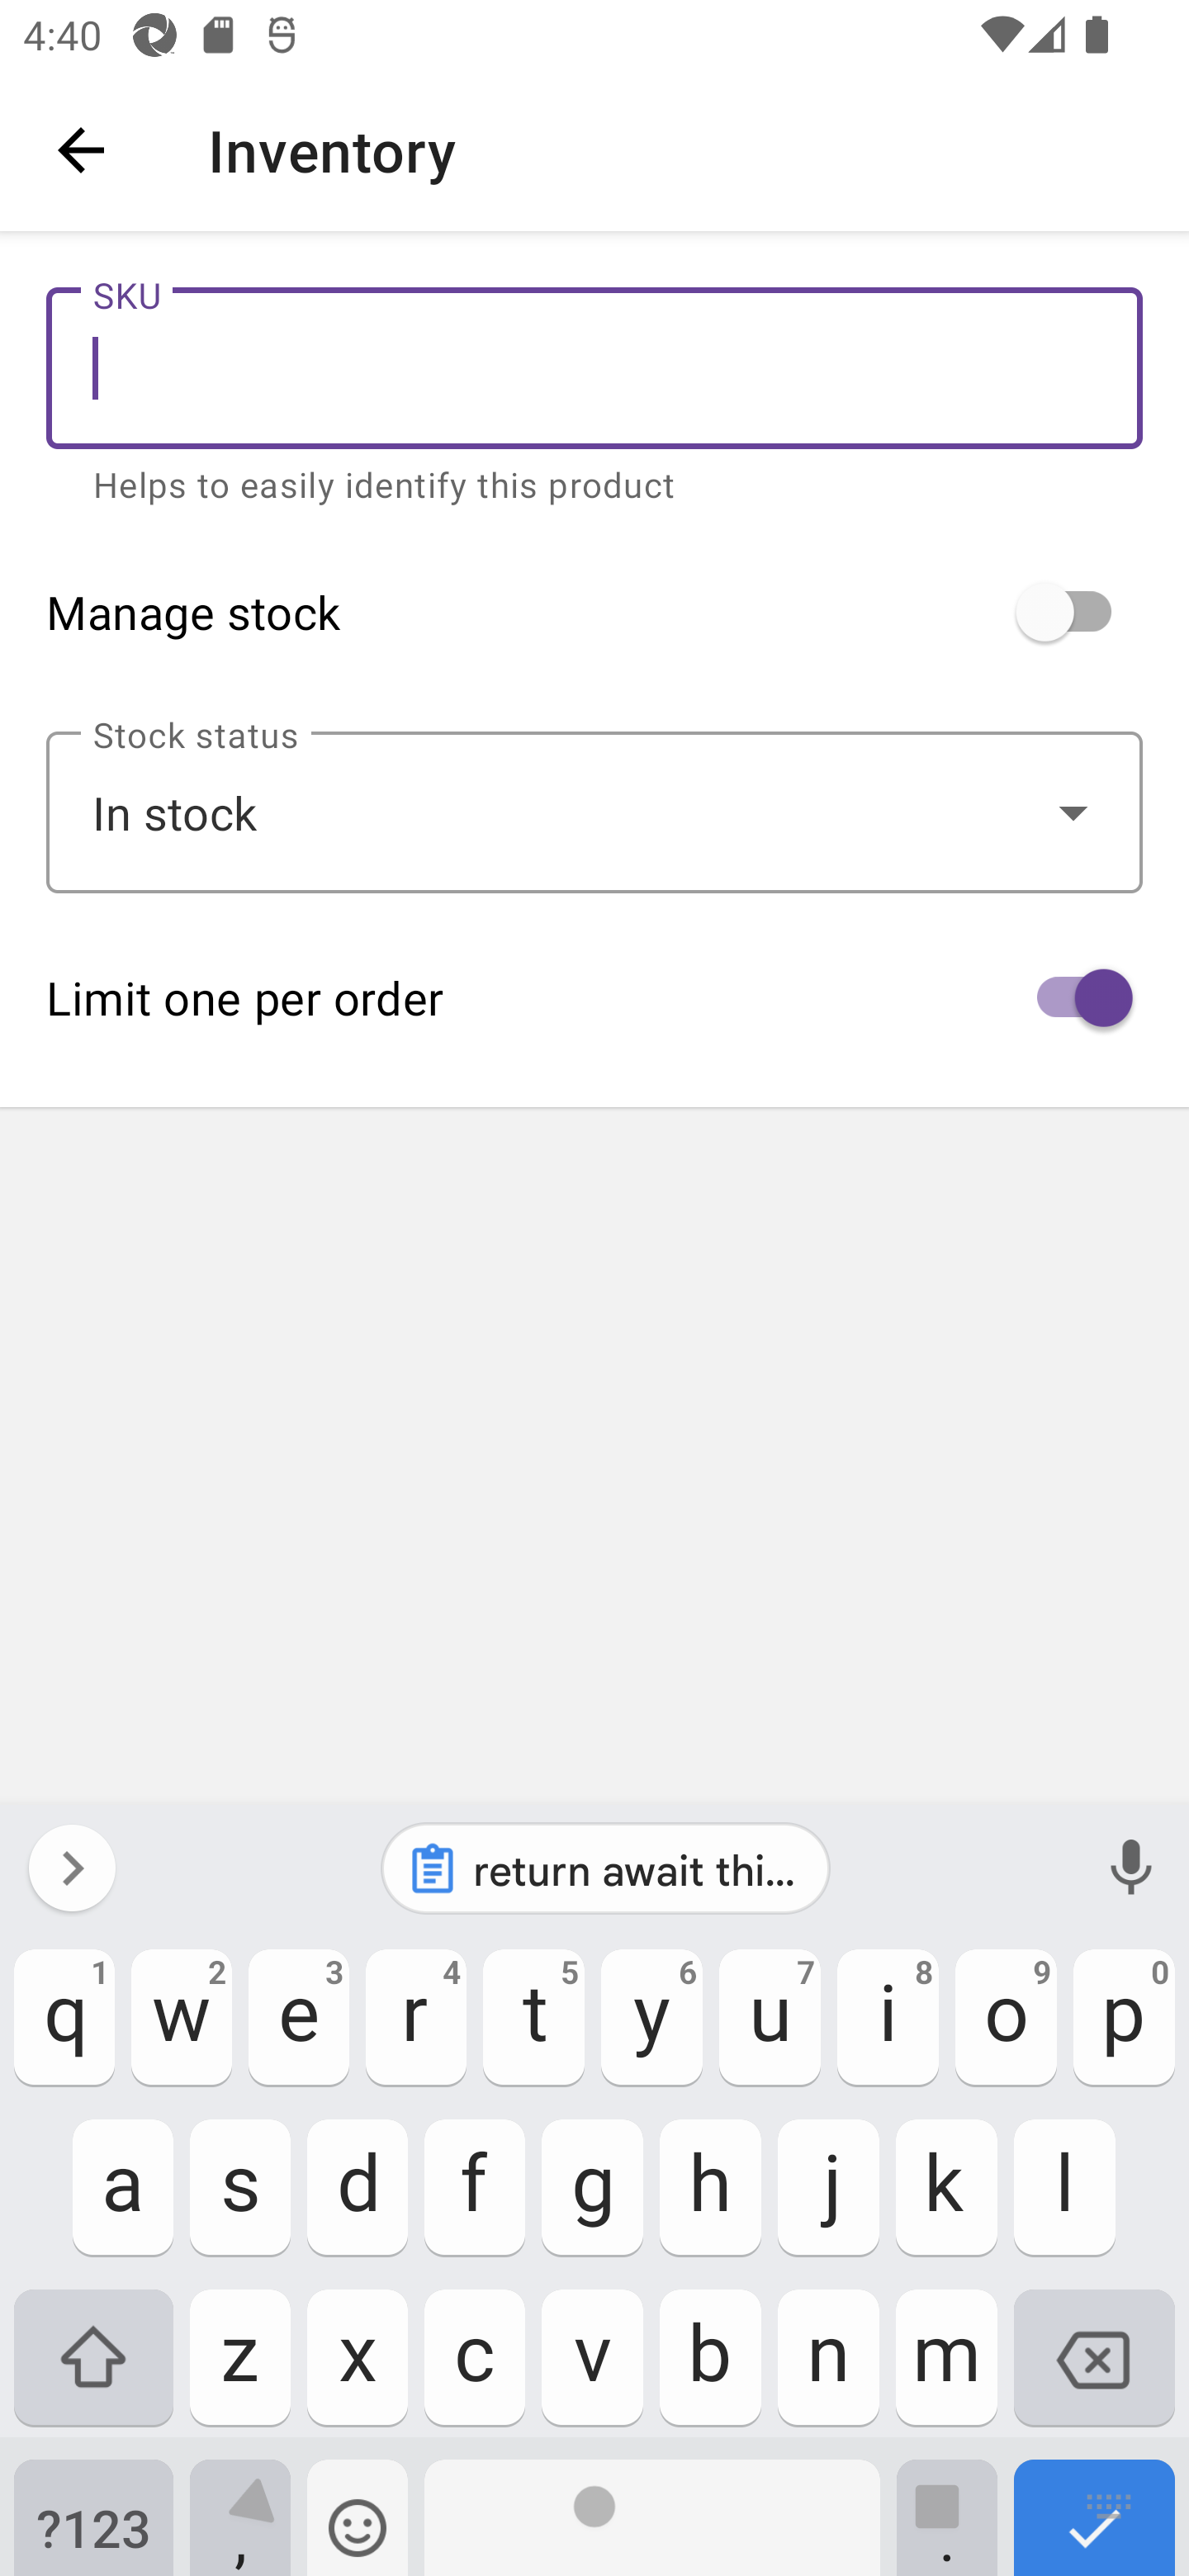 4:40
Inventory
SKU
Helps to easily identify this product
Manage stock
Stock status
In stock
Limit one per order
return await thi...
q 1 w 2 e 3 r 4 t 5 y 6 u 7 i 8 o 9 p 0
a s d f g h j k l
z x c v b n m
?123 , .